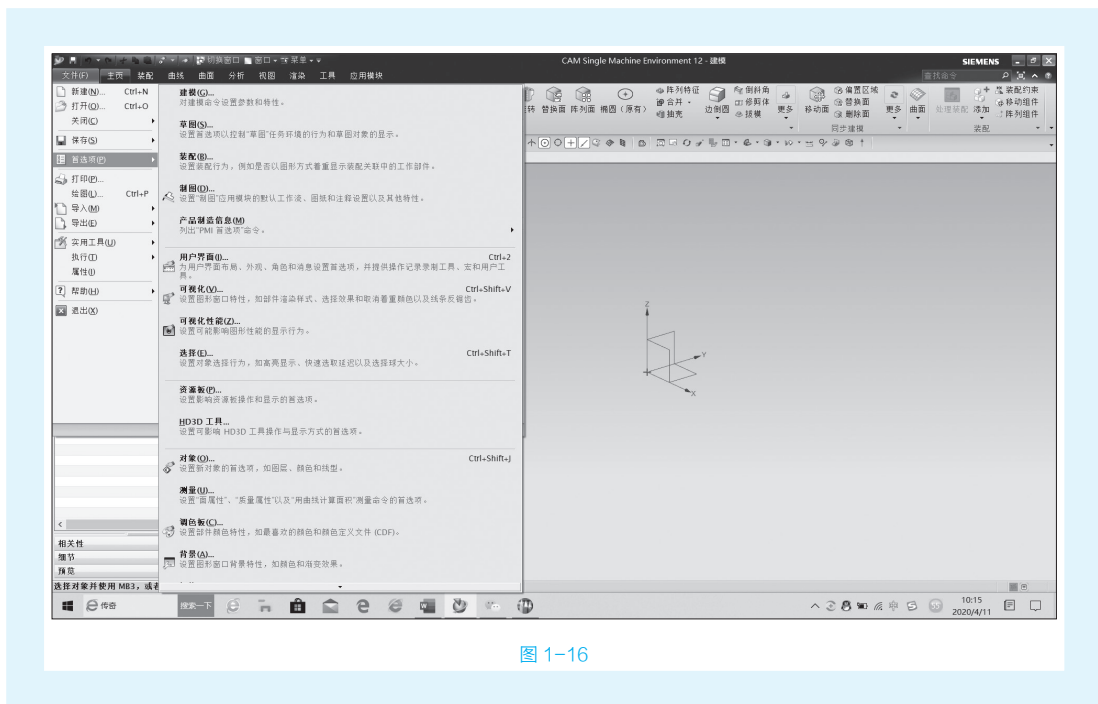 切换窗口 窗口 菜单
CAM Single Machine Environment 12 - 建模
SIEMENS
文件(F) 主页 装配 曲线 曲面 分析 视图 渲染 工具 应用模块
查找命令
新建(N)... Ctrl+N
打开(O)... Ctrl+O
关闭(C)
保存(S)
首选项(P)
打印(P)...
绘图(L)... Ctrl+P
导入(M)
导出(E)
实用工具(U)
执行(T)
属性(I)
帮助(H)
退出(X)
建模(G)...
对建模命令设置参数和特性。
草图(S)...
设置首选项以控制“草图”任务环境的行为和草图对象的显示。
装配(B)...
设置装配行为，例如是否以图形方式着重显示装配关联中的工作部件。
制图(D)...
设置“制图”应用模块的默认工作流、图纸和注释设置以及其他特性。
产品制造信息(M)
列出“PMI 首选项”命令。
用户界面(I)... Ctrl+2
为用户界面布局、外观、角色和消息设置首选项，并提供操作记录录制工具、宏和用户工
具。
可视化(V)... Ctrl+Shift+V
设置图形窗口特性，如部件渲染样式、选择效果和取消着重颜色以及线条反锯齿。
可视化性能(Z)...
设置可能影响图形性能的显示行为。
选择(E)... Ctrl+Shift+T
设置对象选择行为，如高亮显示、快速选取延迟以及选择球大小。
资源板(P)...
设置影响资源板操作和显示的首选项。
HD3D 工具...
设置可影响 HD3D 工具操作与显示方式的首选项。
对象(O)... Ctrl+Shift+J
设置新对象的首选项，如图层、颜色和线型。
测量(U)...
设置“面属性”、“质量属性”以及“用曲线计算面积”测量命令的首选项。
调色板(C)...
设置部件颜色特性，如最喜欢的颜色和颜色定义文件 (CDF)。
背景(A)...
设置图形窗口背景特性，如颜色和渐变效果。
转 替换面 阵列面 椭圆（原有）
阵列特征
合并
抽壳
边倒圆
倒斜角
修剪体
拔模
更多
移动面
偏置区域
替换面
删除面
更多
同步建模
曲面
处理装配
添加
装配约束
移动组件
阵列组件
装配
Z
Y
X
相关性
细节
预览
选择对象并使用 MB3，或者
传奇
搜索一下
中
10:15
2020/4/11
图 1-16